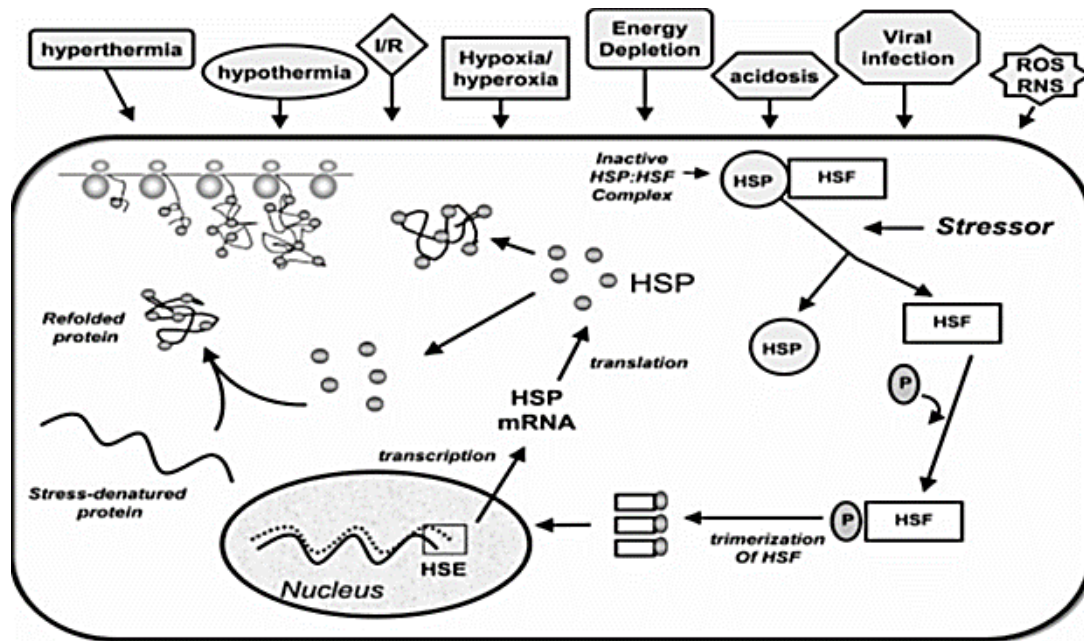 hyperthermia
hypothermia
I/R
Hypoxia/
hyperoxia
Energy
Depletion
acidosis
Viral
infection
ROS
RNS
Inactive
HSP:HSF
Complex
HSP
HSF
Stressor
HSP
HSF
HSP
P
Refolded
protein
translation
HSP
mRNA
transcription
Stress-denatured
protein
P
HSF
trimerization
Of HSF
HSE
Nucleus